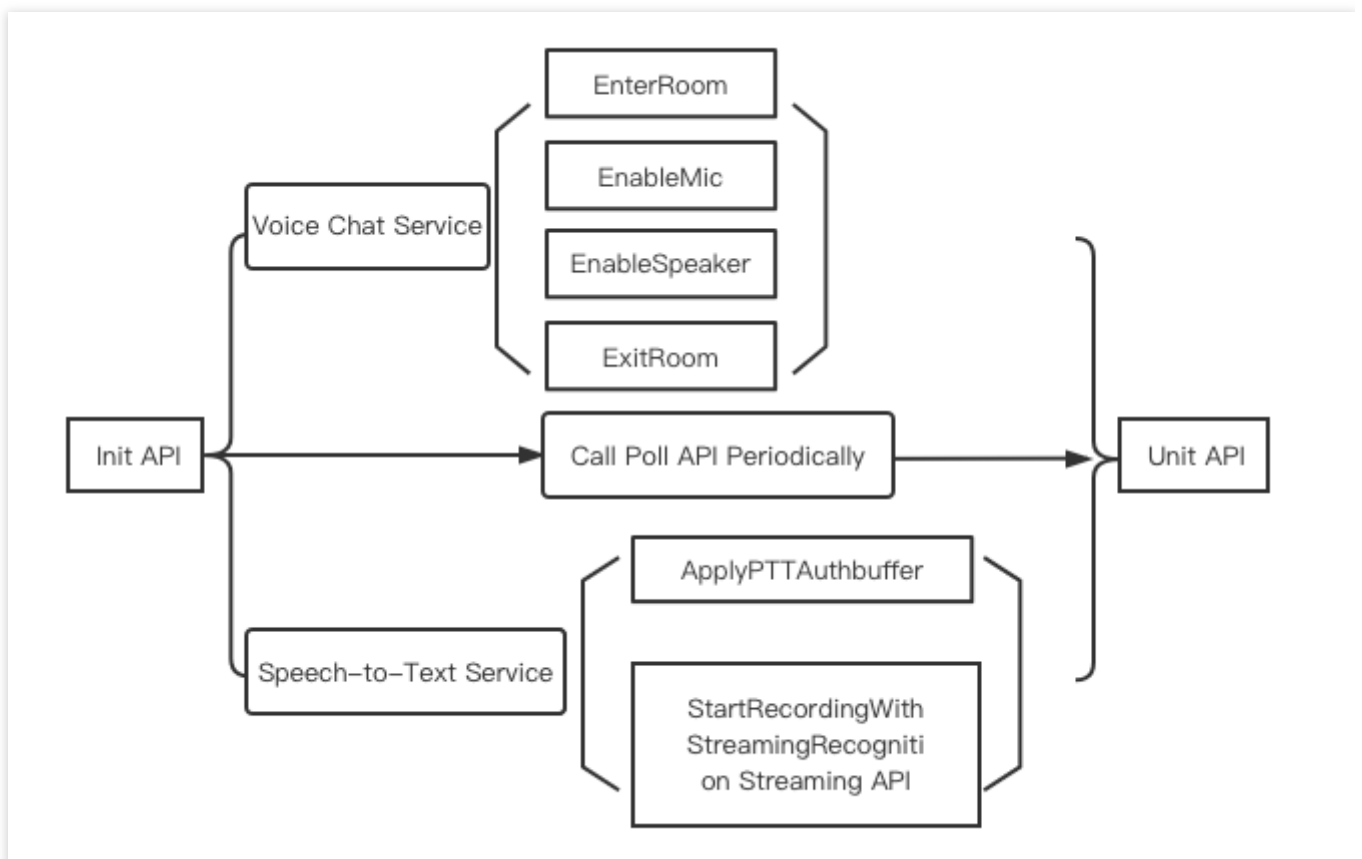 EnterRoom
EnableMic
Voice Chat Service
EnableSpeaker
ExitRoom
Init API
Call Poll API Periodically
Unit API
ApplyPTTAuthbuffer
Speech-to-Text Service
StartRecordingWith
StreamingRecogniti
on Streaming API